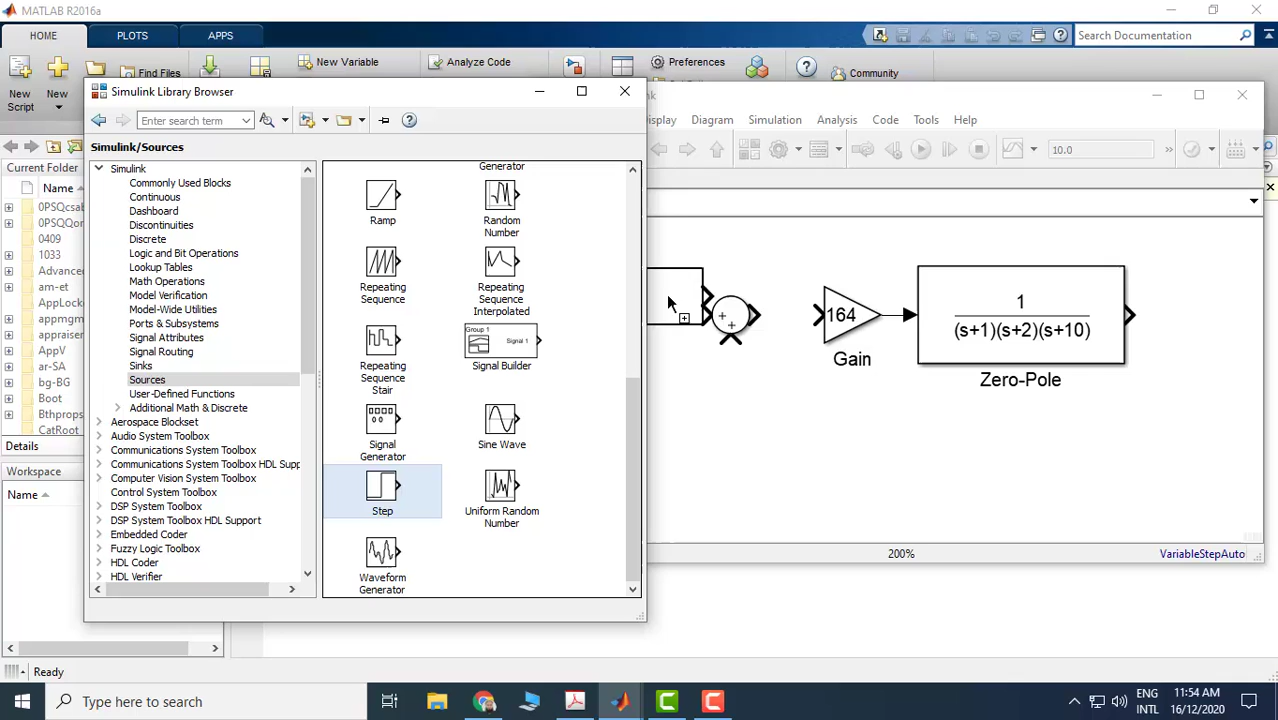 MATLAB R2016a
HOME
PLOTS
APPS
Search Documentation
New Script
New
Find Files
New Variable
Analyze Code
Preferences
Community
Simulink Library Browser
Enter search term
Simulink/Sources
Simulink
Commonly Used Blocks
Continuous
Dashboard
Discontinuities
Discrete
Logic and Bit Operations
Lookup Tables
Math Operations
Model Verification
Model-Wide Utilities
Ports & Subsystems
Signal Attributes
Signal Routing
Sinks
Sources
User-Defined Functions
Additional Math & Discrete
Aerospace Blockset
Audio System Toolbox
Communications System Toolbox
Communications System Toolbox HDL Supp
Computer Vision System Toolbox
Control System Toolbox
DSP System Toolbox
DSP System Toolbox HDL Support
Embedded Coder
Fuzzy Logic Toolbox
HDL Coder
HDL Verifier
Generator
Ramp
Random Number
Repeating Sequence
Repeating Sequence Interpolated
Repeating Sequence Stair
Group 1
Signal 1
Signal Builder
Signal Generator
Sine Wave
Step
Uniform Random Number
Waveform Generator
Current Folder
Name
0PSQcsab
0PSQQor
0409
1033
Advanced
am-et
AppLocke
appmgm
appraiser
AppV
ar-SA
bg-BG
Boot
Bthprops
CatRoot
Details
Workspace
Name
nk
isplay
Diagram
Simulation
Analysis
Code
Tools
Help
10.0
»
164
Gain
1
(s+1)(s+2)(s+10)
Zero-Pole
200%
VariableStepAuto
Ready
Type here to search
ENG
INTL
11:54 AM
16/12/2020